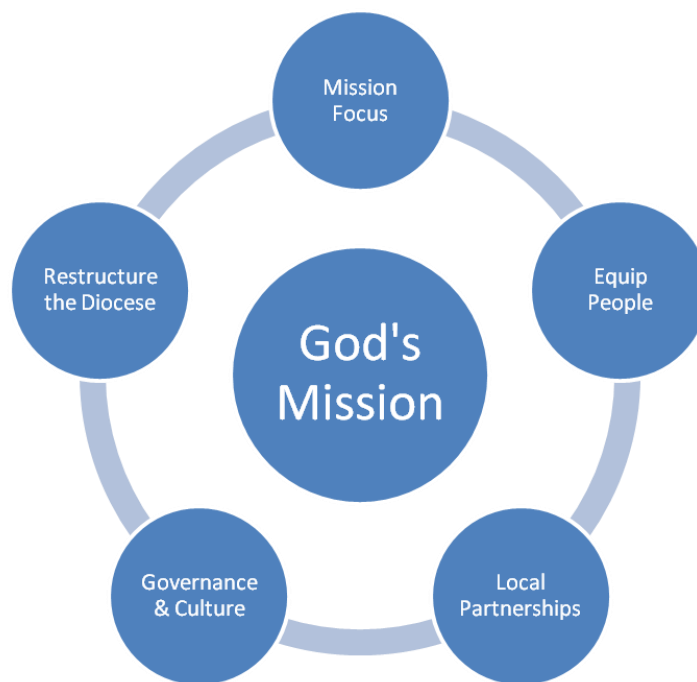 Mission
Focus
Equip
People
Local
Partnerships
Governance
& Culture
Restructure
the Diocese
God's
Mission